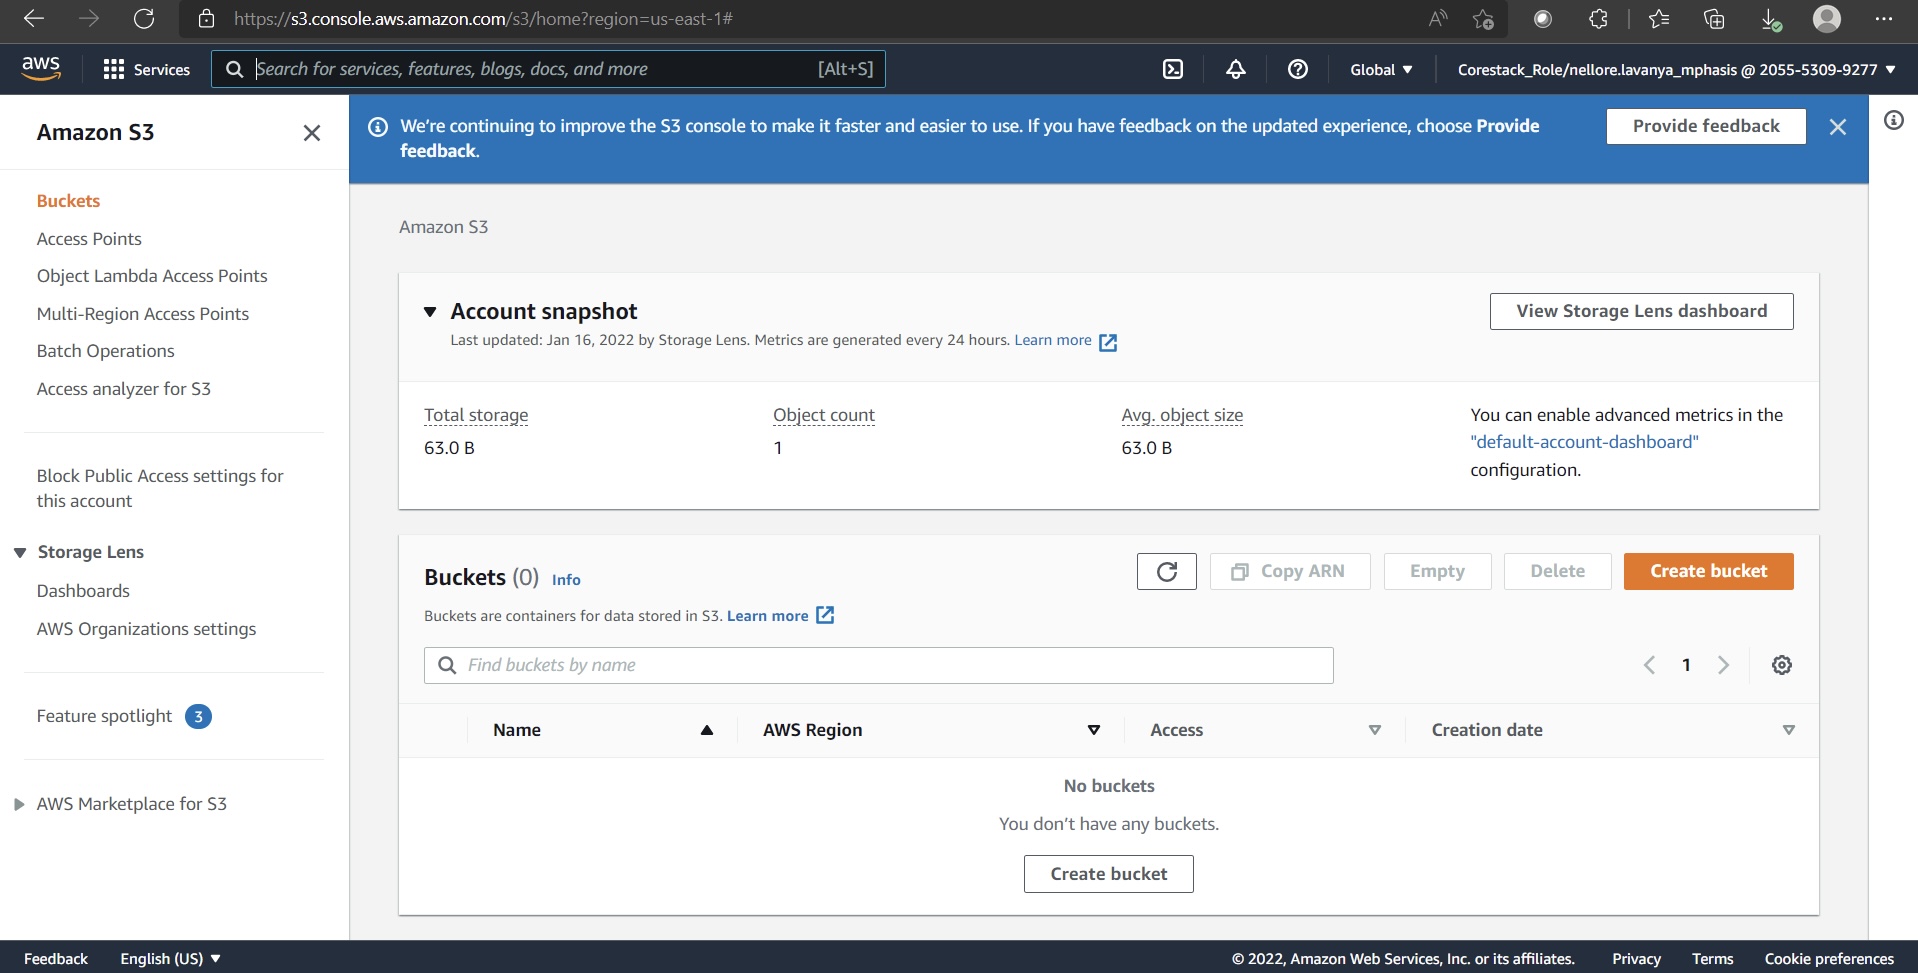 https://s3.console.aws.amazon.com/s3/home?region=us-east-1#
aws
Services
Search for services, features, blogs, docs, and more
[Alt+S]
Global
Corestack_Role/nellore.lavanya_mphasis @ 2055-5309-9277
Amazon S3
Buckets
Access Points
Object Lambda Access Points
Multi-Region Access Points
Batch Operations
Access analyzer for S3
Block Public Access settings for
this account
Storage Lens
Dashboards
AWS Organizations settings
Feature spotlight 3
AWS Marketplace for S3
We're continuing to improve the S3 console to make it faster and easier to use. If you have feedback on the updated experience, choose Provide
feedback.
Provide feedback
Amazon S3
Account snapshot
Last updated: Jan 16, 2022 by Storage Lens. Metrics are generated every 24 hours. Learn more
View Storage Lens dashboard
Total storage
63.0 B
Object count
1
Avg. object size
63.0 B
You can enable advanced metrics in the
"default-account-dashboard"
configuration.
Buckets (0) Info
Buckets are containers for data stored in S3. Learn more
Copy ARN
Empty
Delete
Create bucket
Find buckets by name
1
Name
AWS Region
Access
Creation date
No buckets
You don't have any buckets.
Create bucket
Feedback
English (US)
© 2022, Amazon Web Services, Inc. or its affiliates.
Privacy
Terms
Cookie preferences